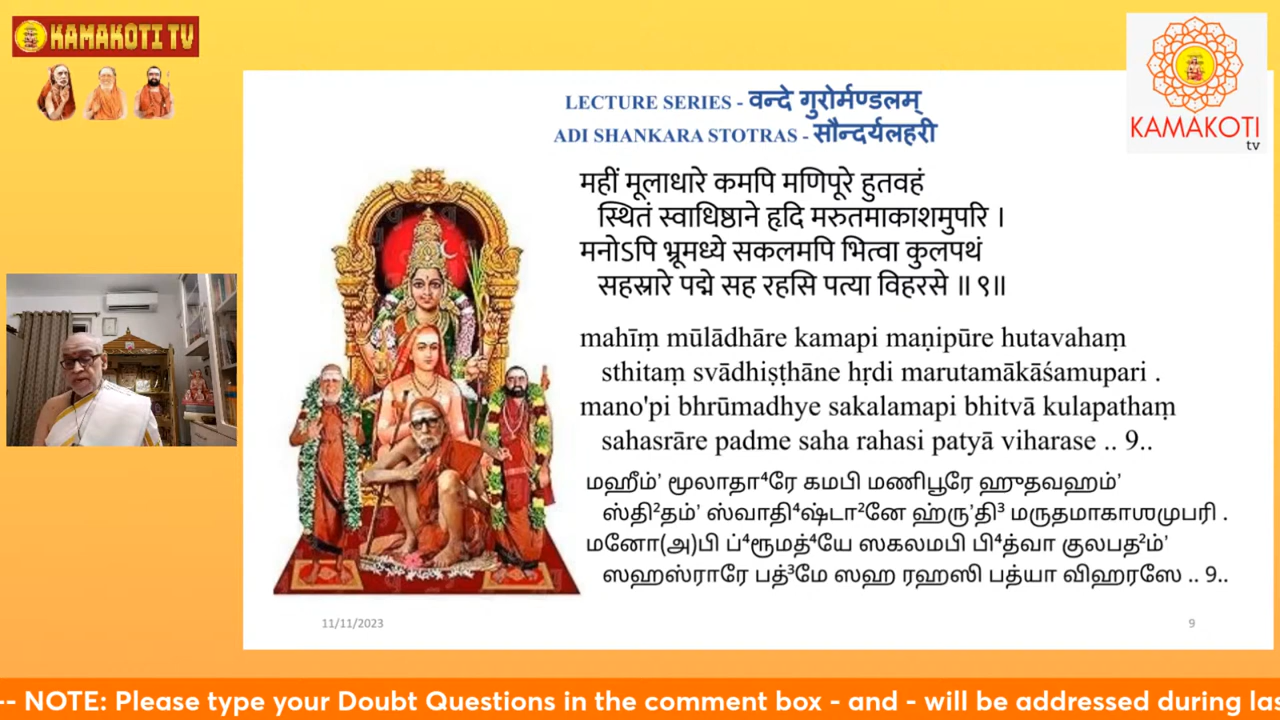 KAMAKOTI TV
KAMAKOTI
tv
LECTURE SERIES - वन्दे गुरोर्मण्डलम्
ADI SHANKARA STOTRAS - सौन्दर्यलहरी
महीं मूलाधारे कमपि मणिपूरे हुतवहं
स्थितं स्वाधिष्ठाने हृदि मरुतमाकाशमुपरि ।
मनोऽपि भ्रूमध्ये सकलमपि भित्वा कुलपथं
सहस्रारे पद्मे सह रहसि पत्या विहरसे ॥ ९॥
mahīṃ mūlādhāre kamapi maṇipūre hutavahaṃ
sthitaṃ svādhiṣṭhāne hṛdi marutamākāśamupari .
mano'pi bhrūmadhye sakalamapi bhitvā kulapathaṃ
sahasrāre padme saha rahasi patyā viharase .. 9..
மஹீம்ʼ மூலாதா⁴ரே கமபி மணிபூரே ஹுதவஹம்ʼ
ஸ்தி²தம்ʼ ஸ்வாதி⁴ஷ்டா²னே ஹ்ருʼதி³ மருதமாகாஶமுபரி .
மனோ(அ)பி ப்⁴ரூமத்⁴யே ஸகலமபி பி⁴த்வா குலபத²ம்ʼ
ஸஹஸ்ராரே பத்³மே ஸஹ ரஹஸி பத்யா விஹரஸே .. 9..
11/11/2023
9
-- NOTE: Please type your Doubt Questions in the comment box - and - will be addressed during las